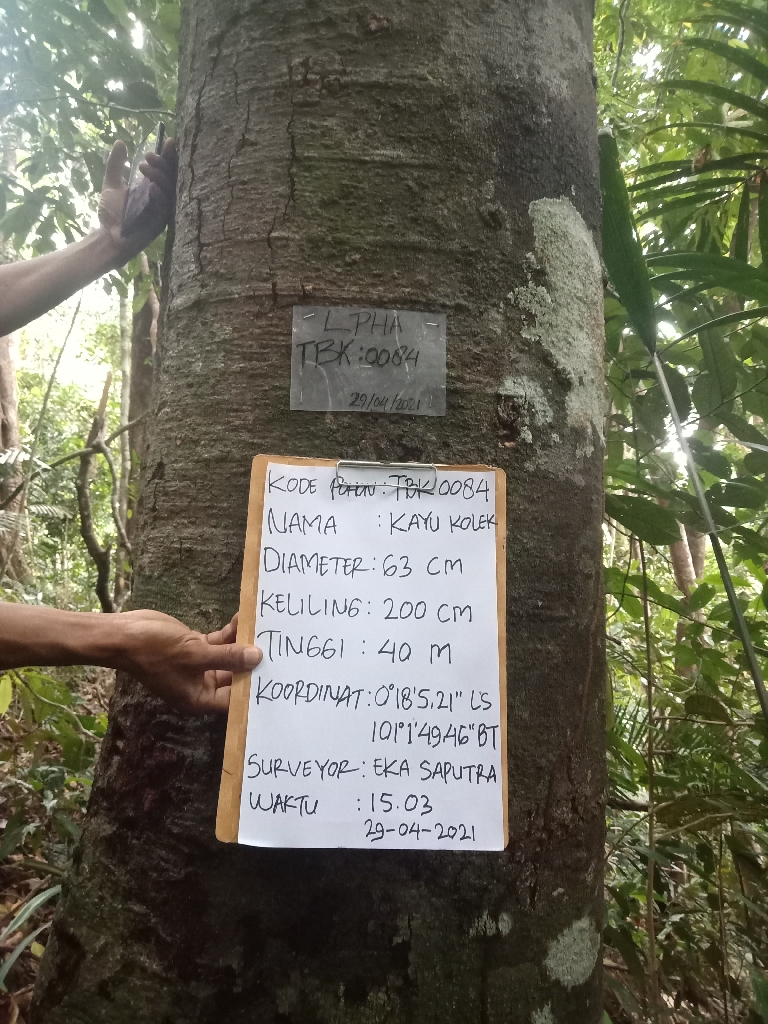 LPHA
TBK:0084
29/04/2021
KODE POHON: TBK 0084
NAMA : KAYU KOLEK
DIAMETER: 63 CM
KELILING: 200 CM
TINGGI : 40 M
KOORDINAT: 0°18'5,21" LS
101°1'49,46" BT
SURVEYOR: EKA SAPUTRA
WAKTU : 15.03
29-04-2021